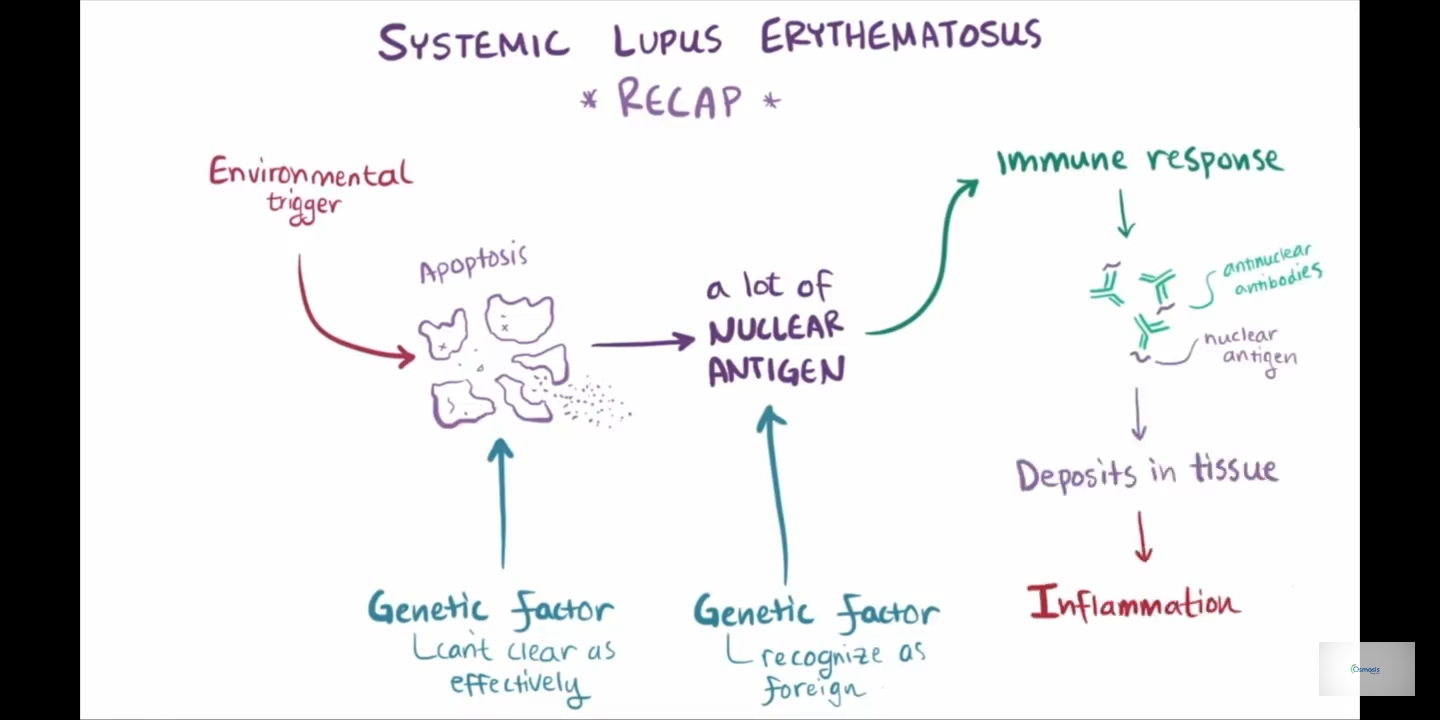 SYSTEMIC LUPUS ERYTHEMATOSUS
* RECAP *
Environmental
trigger
Apoptosis
a lot of
NUCLEAR
ANTIGEN
Genetic factor
can't clear as
effectively
Genetic factor
recognize as
foreign
Immune response
antinuclear
antibodies
nuclear
antigen
Deposits in tissue
Inflammation
Osmosis